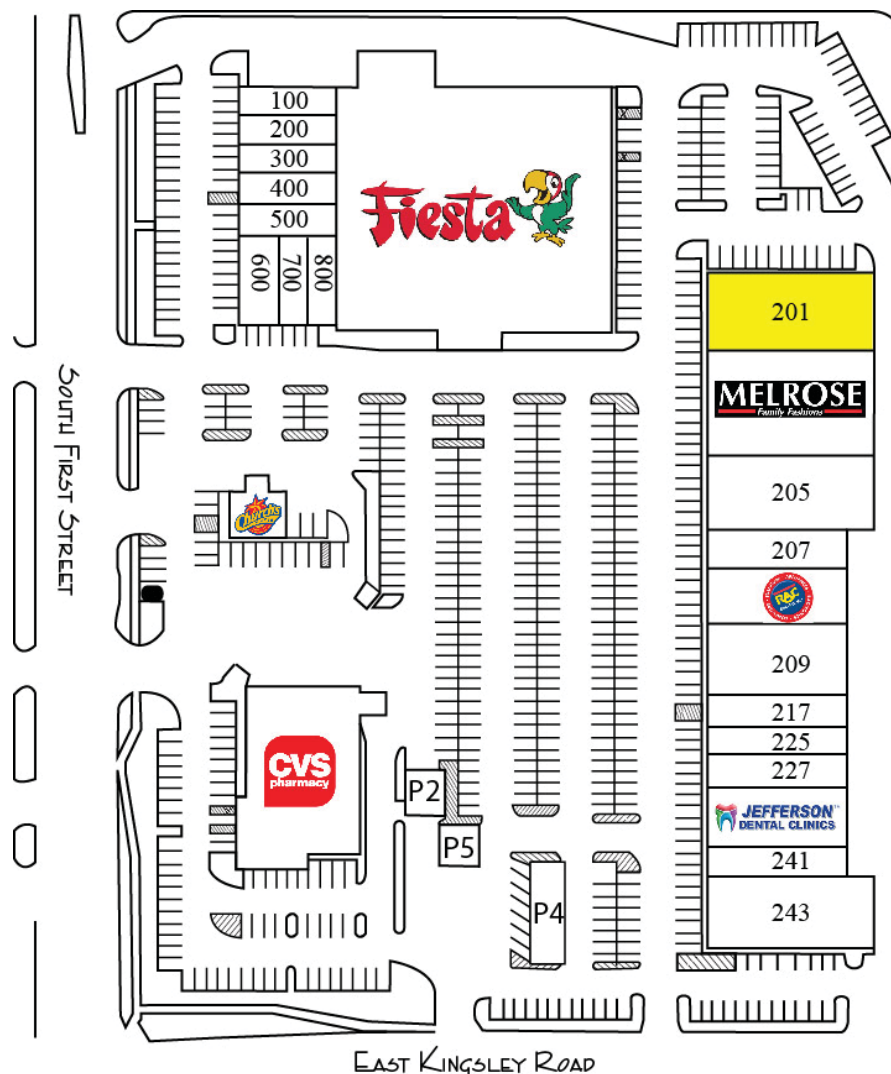 100
200
300
400
500
600
700
800
Fiesta
201
MELROSE
Family Fashions
205
207
RAC
209
217
225
227
JEFFERSON
DENTAL CLINICS
241
243
Church's
CVS
pharmacy
P2
P5
P4
SOUTH FIRST STREET
EAST KINGSLEY ROAD